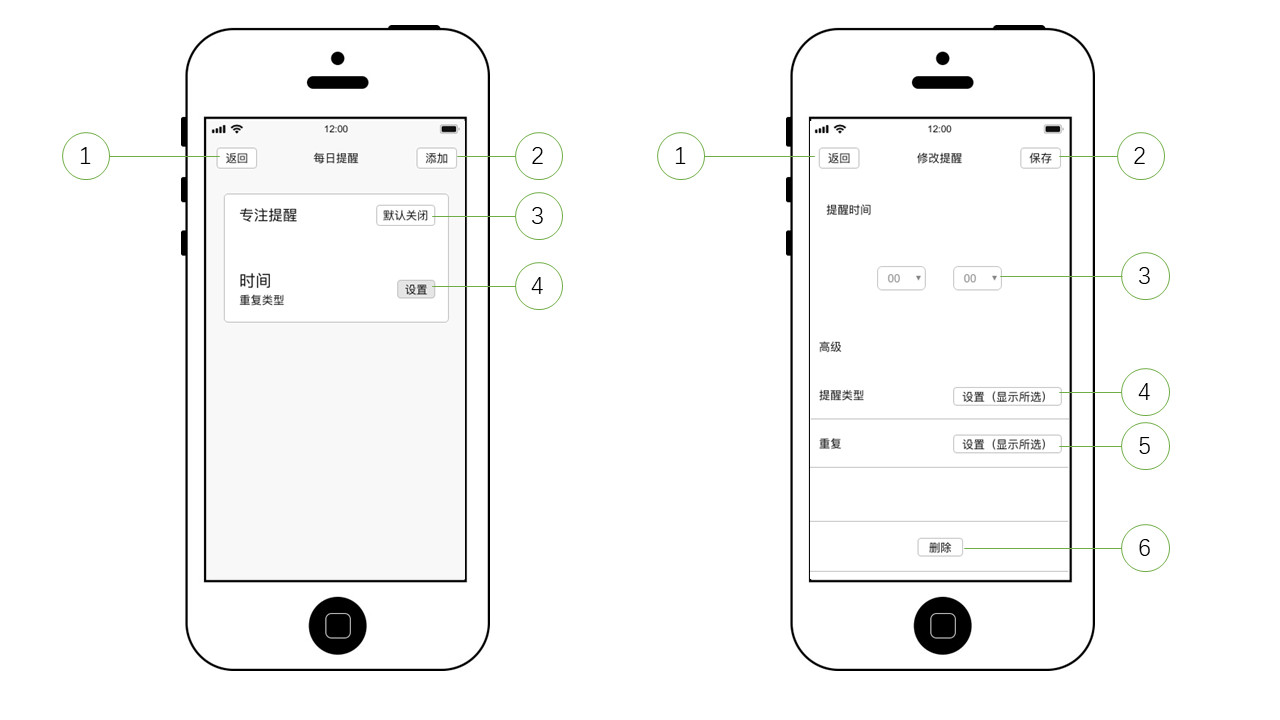 12:00
1
返回
每日提醒
添加
2
专注提醒
默认关闭
3
时间
重复类型
设置
4
12:00
1
返回
修改提醒
保存
2
提醒时间
00
00
3
高级
提醒类型
设置（显示所选）
4
重复
设置（显示所选）
5
删除
6